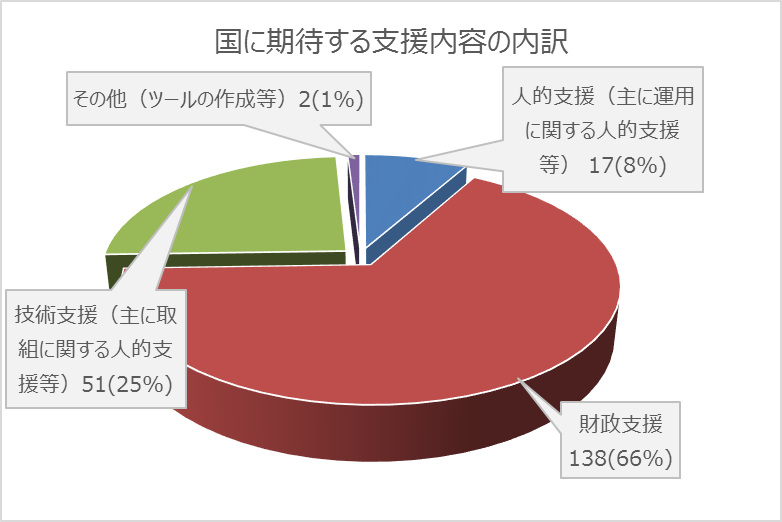 国に期待する支援内容の内訳
その他（ツールの作成等）2(1%)
人的支援（主に運用
に関する人的支援
等） 17(8%)
技術支援（主に取
組に関する人的支
援等）51(25%)
財政支援
138(66%)